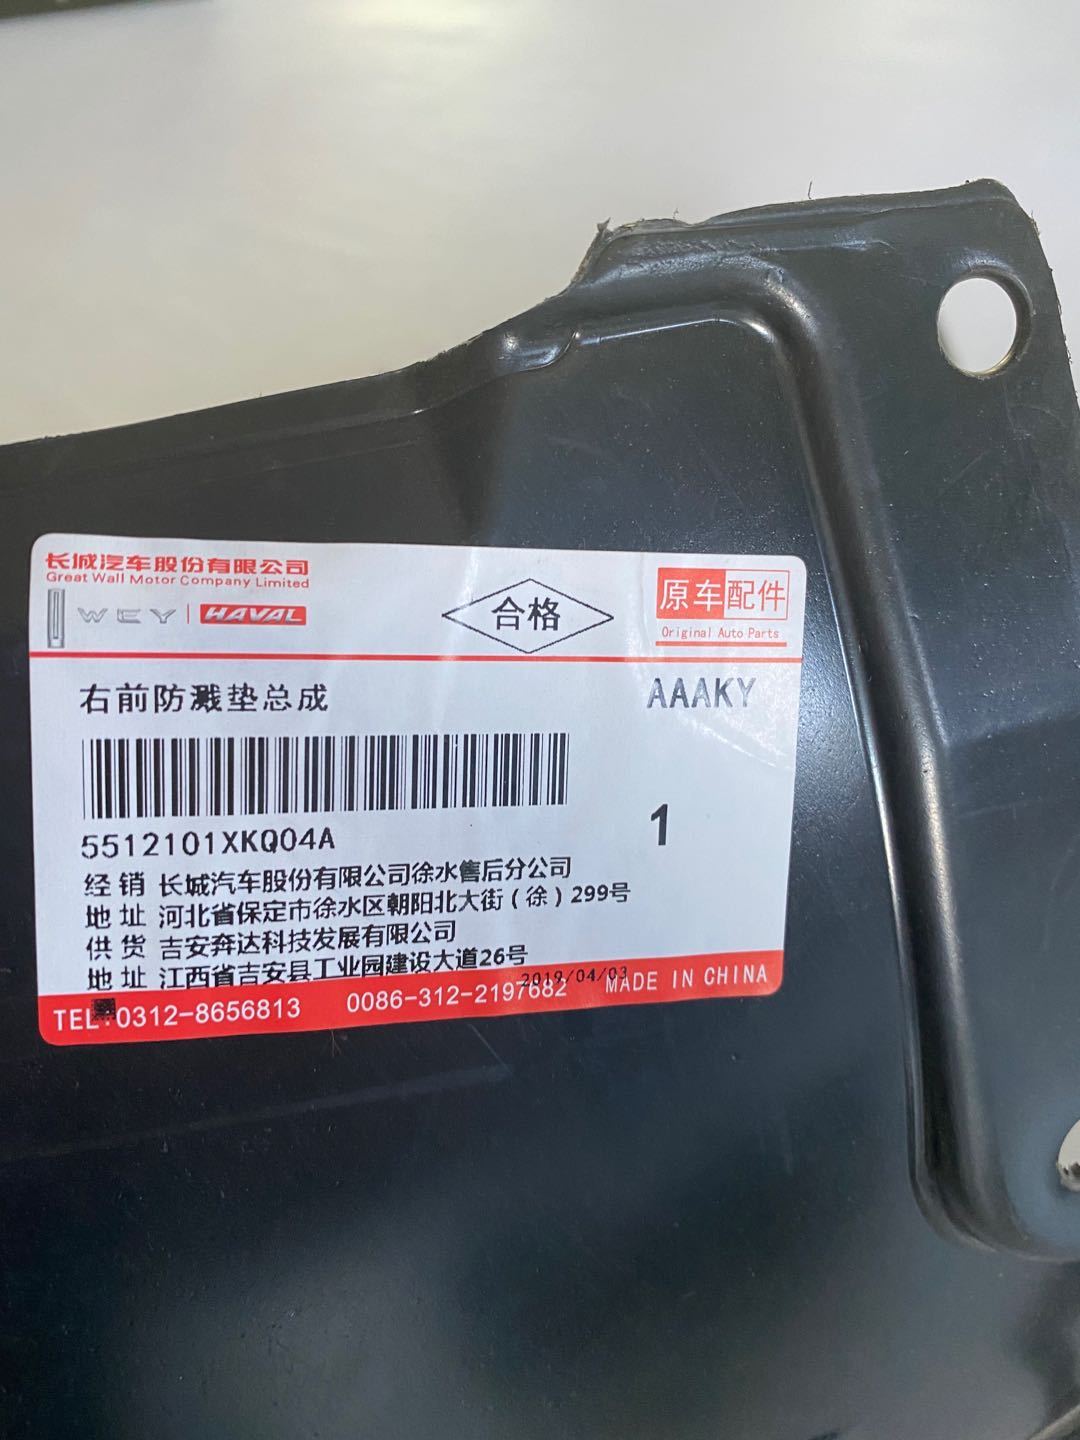 长城汽车股份有限公司
Great Wall Motor Company Limited
WEY | HAVAL
合格
原车配件
Original Auto Parts
右前防溅垫总成
AAAKY
5512101XKQ04A
1
经销 长城汽车股份有限公司徐水售后分公司
地址 河北省保定市徐水区朝阳北大街（徐）299号
供货 吉安奔达科技发展有限公司
地址 江西省吉安县工业园建设大道26号
2019/04/03
TEL:0312-8656813 0086-312-2197682 MADE IN CHINA